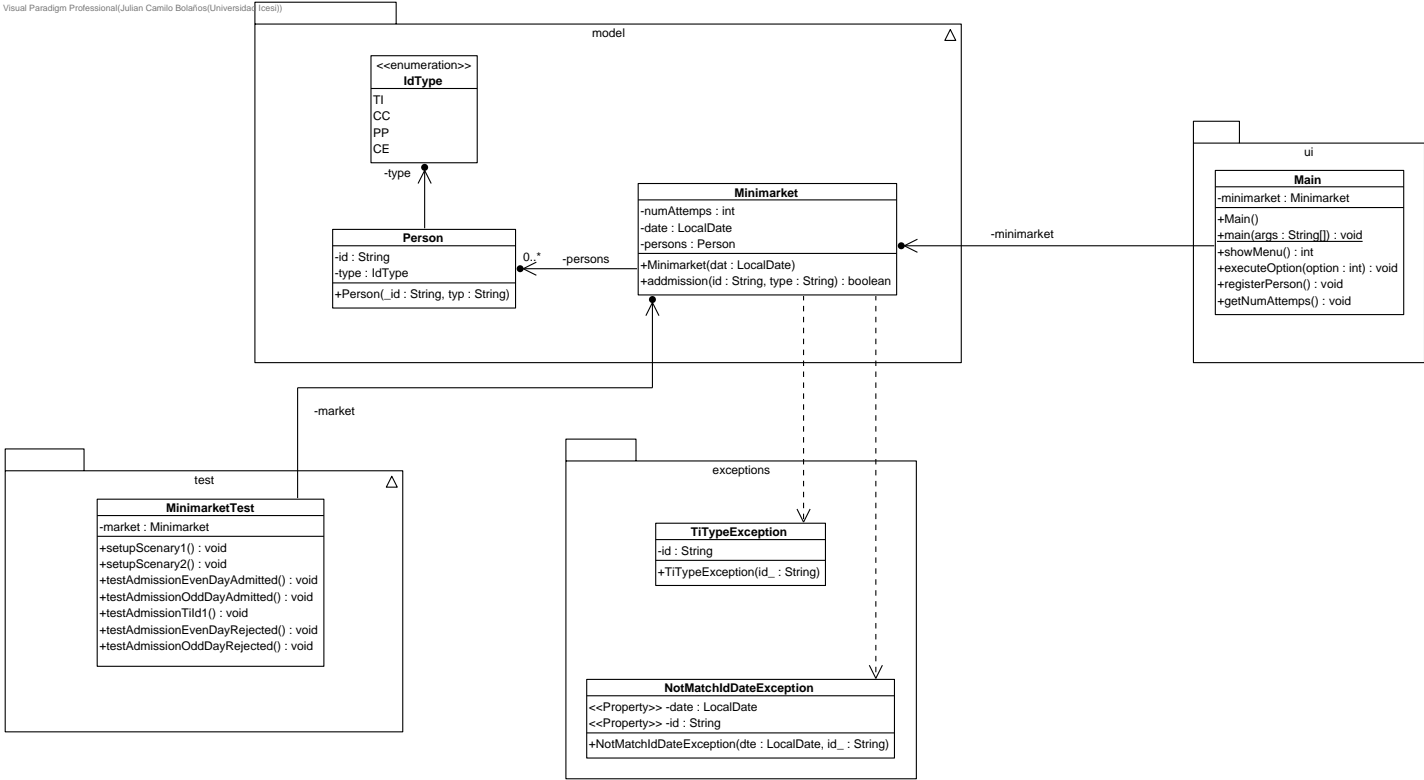 Visual Paradigm Professional(Julian Camilo Bolaños(Universidad Icesi))
model
<<enumeration>>
IdType
TI
CC
PP
CE
-type
Person
-id : String
-type : IdType
+Person(_id : String, typ : String)
0..*
-persons
Minimarket
-numAttemps : int
-date : LocalDate
-persons : Person
+Minimarket(dat : LocalDate)
+addmission(id : String, type : String) : boolean
-minimarket
ui
Main
-minimarket : Minimarket
+Main()
+main(args : String[]) : void
+showMenu() : int
+executeOption(option : int) : void
+registerPerson() : void
+getNumAttemps() : void
-market
test
MinimarketTest
-market : Minimarket
+setupScenary1() : void
+setupScenary2() : void
+testAdmissionEvenDayAdmitted() : void
+testAdmissionOddDayAdmitted() : void
+testAdmissionTiId1() : void
+testAdmissionEvenDayRejected() : void
+testAdmissionOddDayRejected() : void
exceptions
TiTypeException
-id : String
+TiTypeException(id_ : String)
NotMatchIdDateException
<<Property>> -date : LocalDate
<<Property>> -id : String
+NotMatchIdDateException(dte : LocalDate, id_ : String)